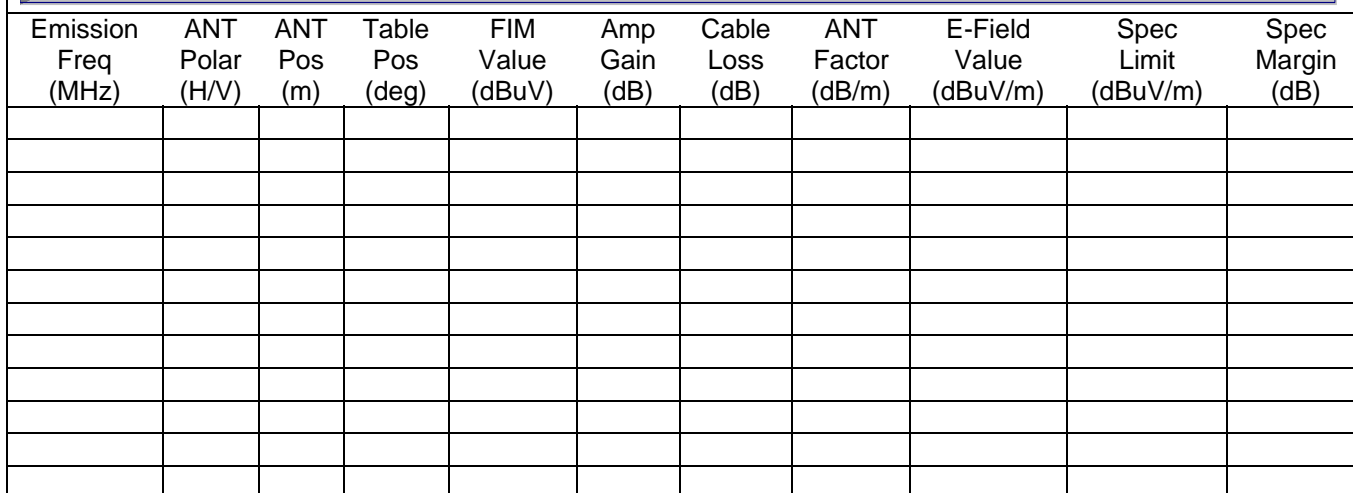 Emission ANT ANT Table FIM Amp Cable ANT E-Field Spec Spec
Freq Polar Pos Pos Value Gain Loss Factor Value Limit Margin
(MHz) (H/V) (m) (deg) (dBuV) (dB) (dB) (dB/m) (dBuV/m) (dBuV/m) (dB)